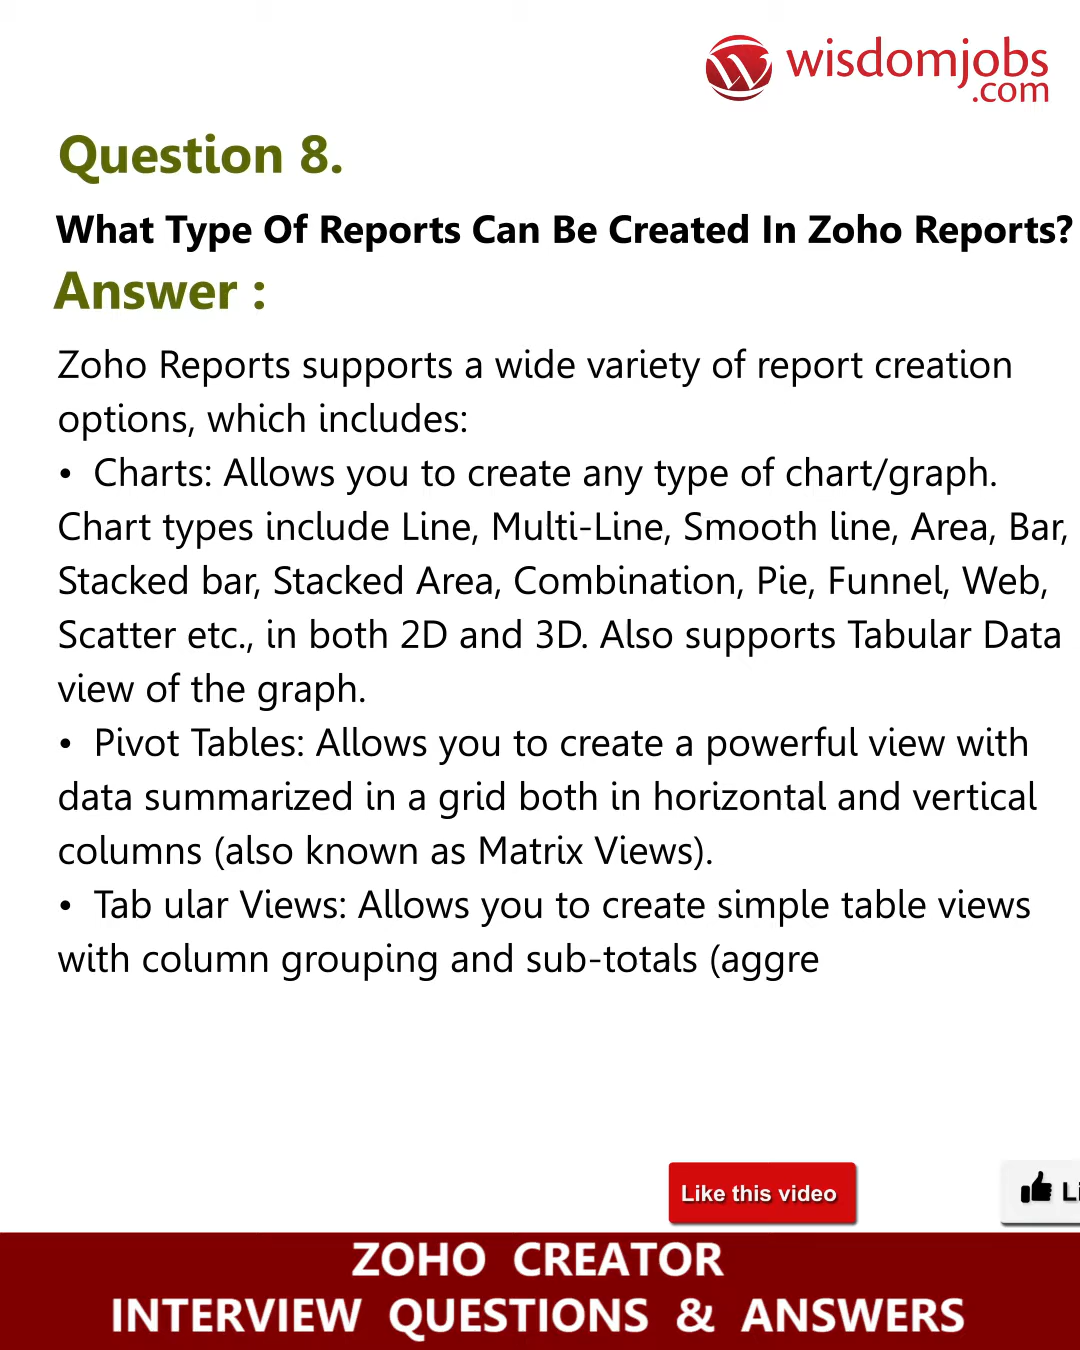 wisdomjobs
.com
Question 8.
What Type Of Reports Can Be Created In Zoho Reports?
Answer :
Zoho Reports supports a wide variety of report creation
options, which includes:
• Charts: Allows you to create any type of chart/graph.
Chart types include Line, Multi-Line, Smooth line, Area, Bar,
Stacked bar, Stacked Area, Combination, Pie, Funnel, Web,
Scatter etc., in both 2D and 3D. Also supports Tabular Data
view of the graph.
• Pivot Tables: Allows you to create a powerful view with
data summarized in a grid both in horizontal and vertical
columns (also known as Matrix Views).
• Tab ular Views: Allows you to create simple table views
with column grouping and sub-totals (aggre
Like this video
Li
ZOHO CREATOR
INTERVIEW QUESTIONS & ANSWERS